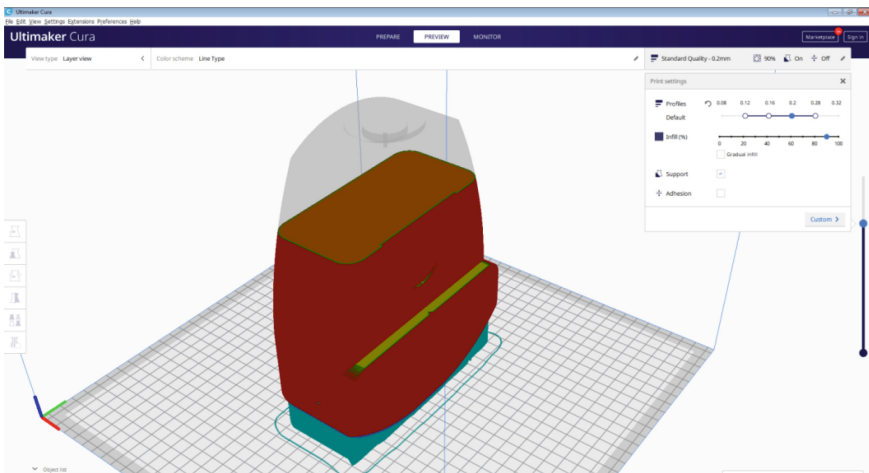 Ultimaker Cura
File Edit View Settings Extensions Preferences Help
Ultimaker Cura
PREPARE PREVIEW MONITOR
Marketplace Sign in
View type Layer view
Color scheme Line Type
Standard Quality - 0.2mm 90% On Off
Print settings
Profiles 0.08 0.12 0.16 0.2 0.28 0.32
Default
Infill (%)
0 20 40 60 80 100
Gradual infill
Support
Adhesion
Custom
Object list